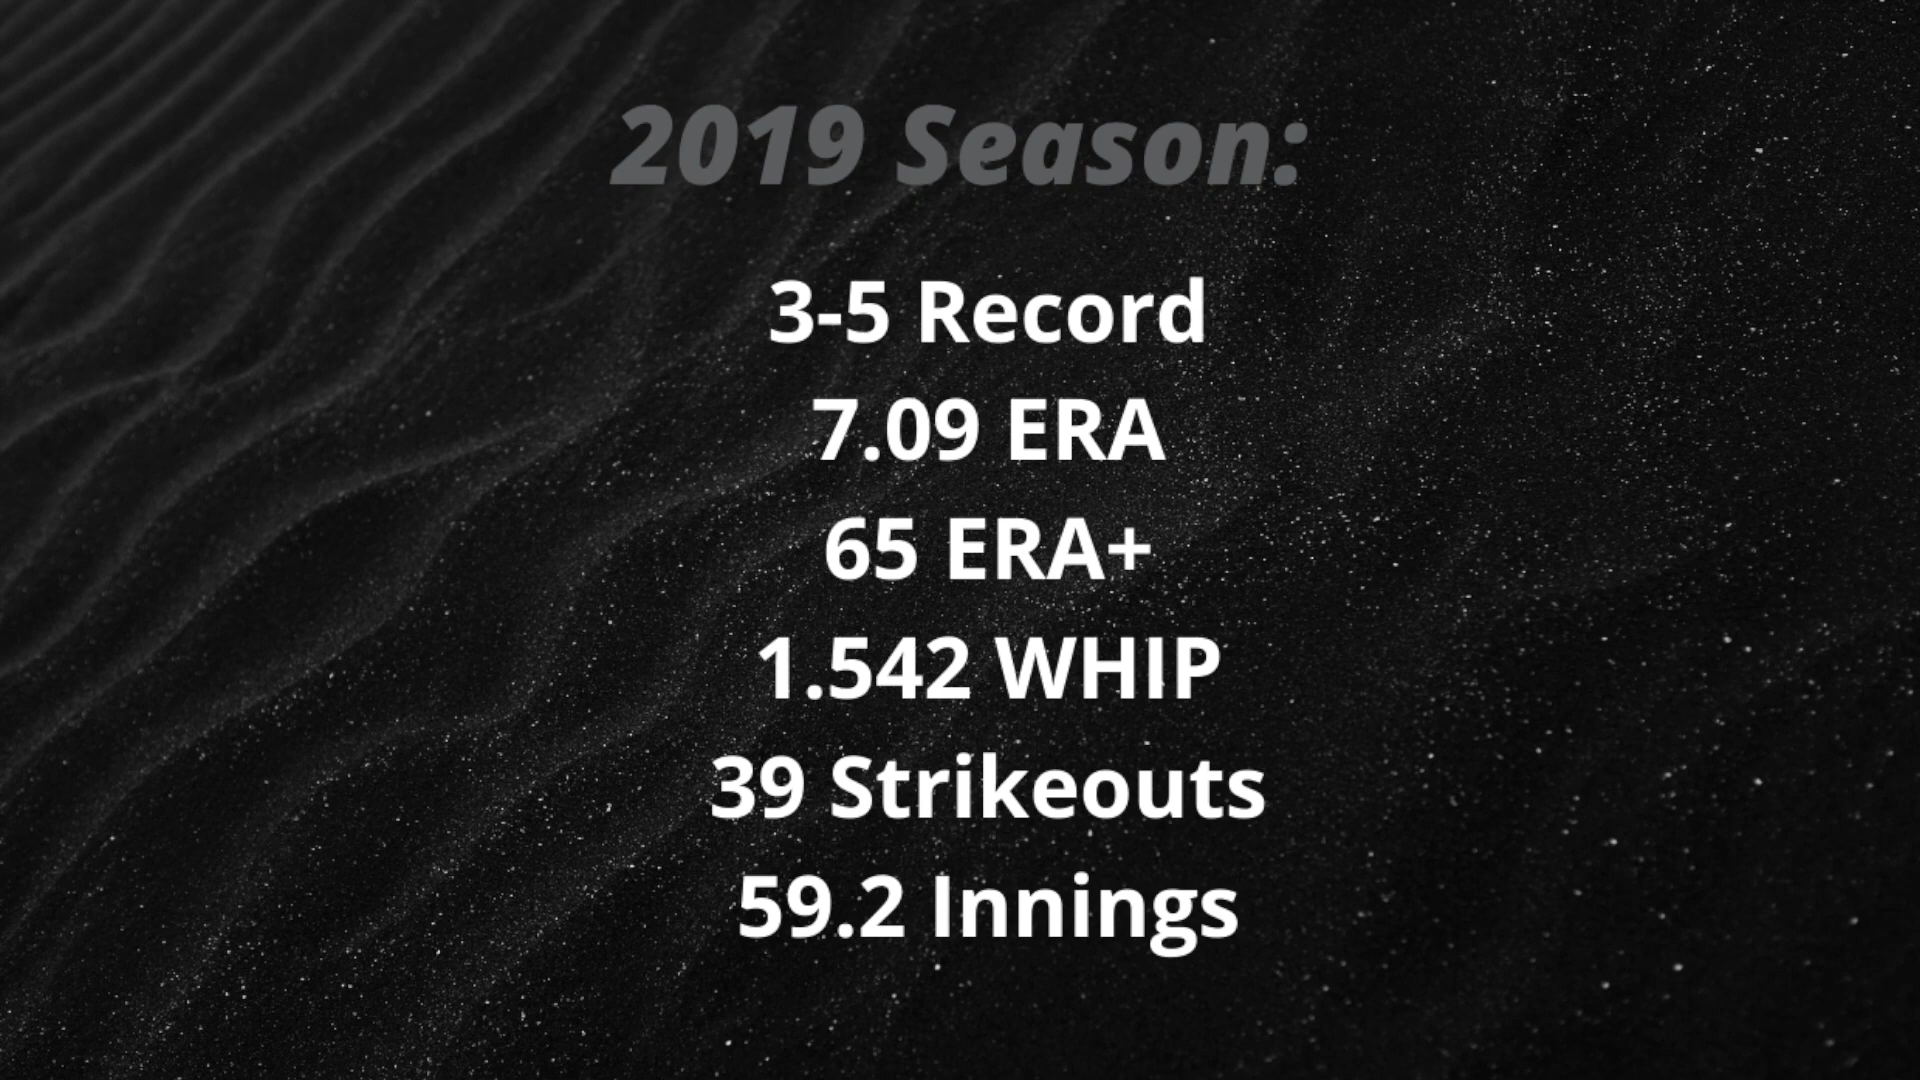 2019 Season:
3-5 Record
7.09 ERA
65 ERA+
1.542 WHIP
39 Strikeouts
59.2 Innings